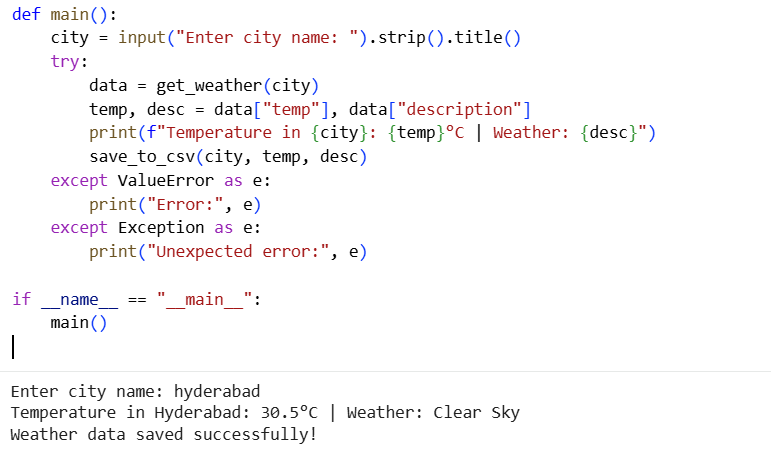 def main():
    city = input("Enter city name: ").strip().title()
    try:
        data = get_weather(city)
        temp, desc = data["temp"], data["description"]
        print(f"Temperature in {city}: {temp}°C | Weather: {desc}")
        save_to_csv(city, temp, desc)
    except ValueError as e:
        print("Error:", e)
    except Exception as e:
        print("Unexpected error:", e)

if __name__ == "__main__":
    main()

Enter city name: hyderabad
Temperature in Hyderabad: 30.5°C | Weather: Clear Sky
Weather data saved successfully!